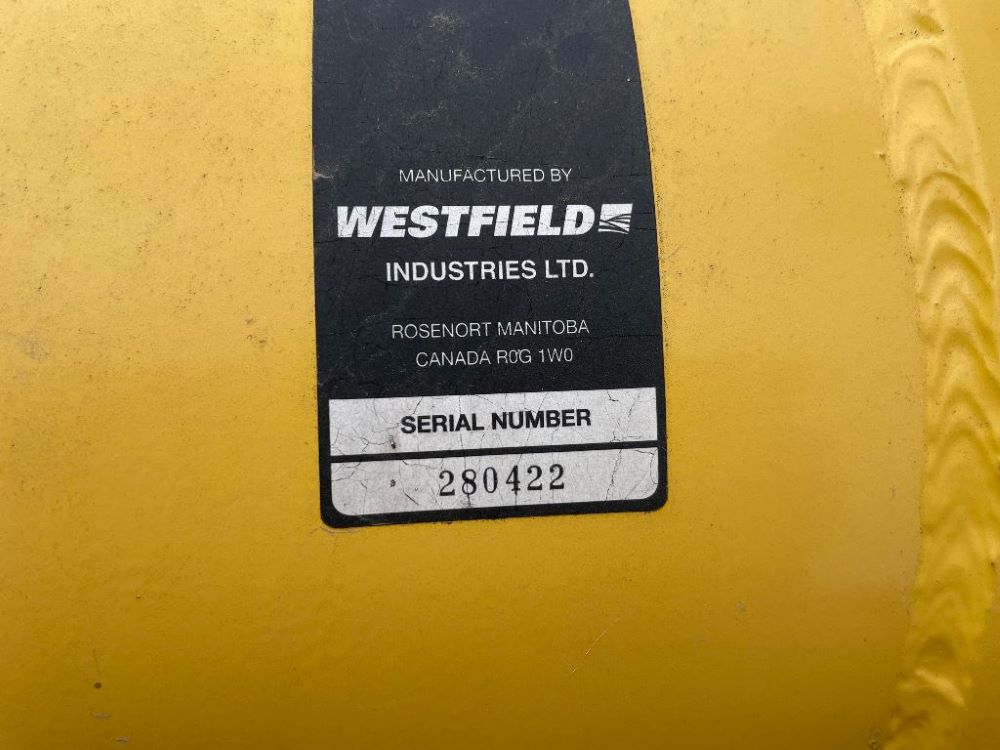 MANUFACTURED BY
WESTFIELD
INDUSTRIES LTD.
ROSENORT MANITOBA
CANADA R0G 1W0
SERIAL NUMBER
280422